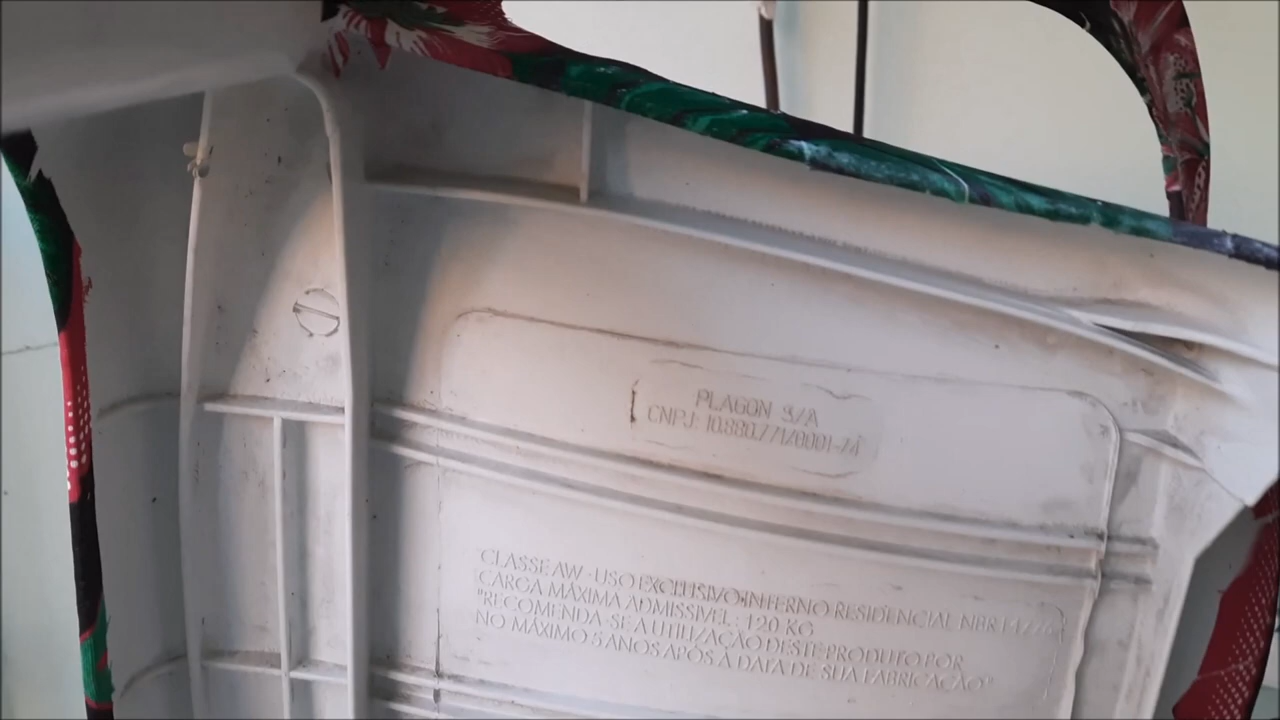 PLAGON S/A
CNPJ: 10.880.771/0001-74
CLASSE AW - USO EXCLUSIVO INTERNO RESIDENCIAL NBR 14776
CARGA MÁXIMA ADMISSÍVEL : 120 KG
"RECOMENDA-SE A UTILIZAÇÃO DESTE PRODUTO POR
NO MÁXIMO 5 ANOS APÓS À DATA DE SUA FABRICAÇÃO"